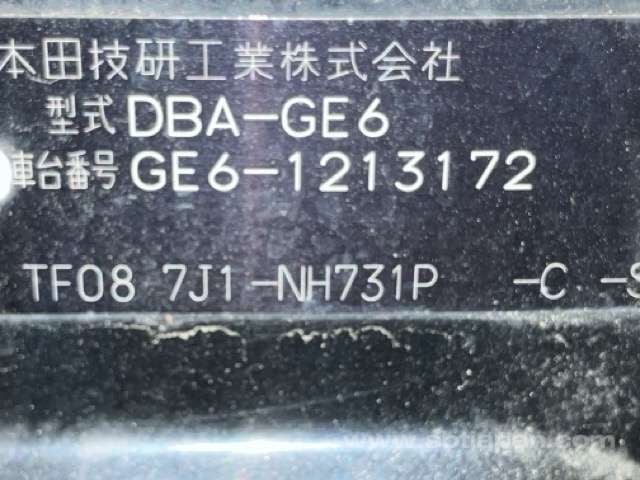 本田技研工業株式会社
型式 DBA-GE6
車台番号 GE6-1213172
TF08 7J1-NH731P -C -S